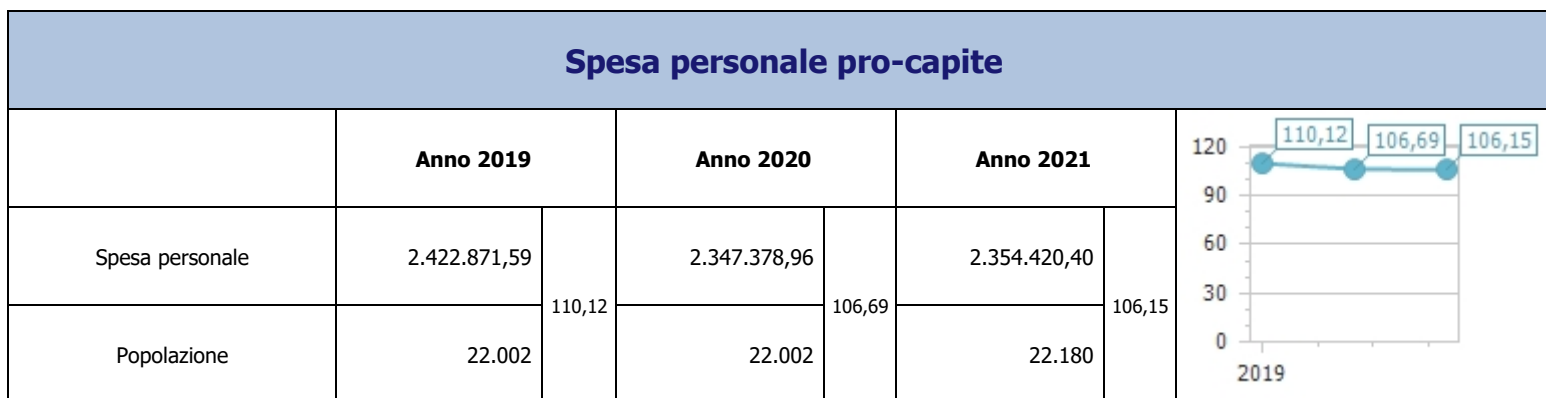 Spesa personale pro-capite
Anno 2019 Anno 2020 Anno 2021
Spesa personale 2.422.871,59 110,12 2.347.378,96 106,69 2.354.420,40 106,15
Popolazione 22.002 22.002 22.180
110,12 106,69 106,15
120
90
60
30
0
2019